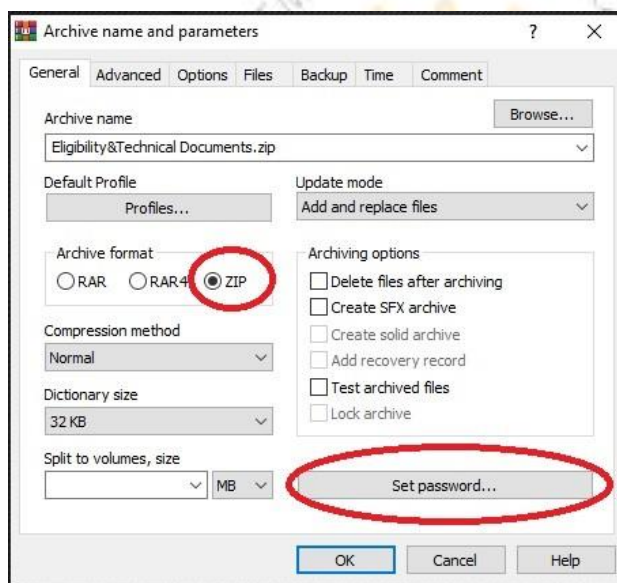 Archive name and parameters ?
General Advanced Options Files Backup Time Comment
Archive name
Browse...
Eligibility&Technical Documents.zip
Default Profile
Profiles...
Update mode
Add and replace files
Archive format
RAR RAR4 ZIP
Compression method
Normal
Dictionary size
32 KB
Split to volumes, size
MB
Archiving options
Delete files after archiving
Create SFX archive
Create solid archive
Add recovery record
Test archived files
Lock archive
Set password...
OK Cancel Help